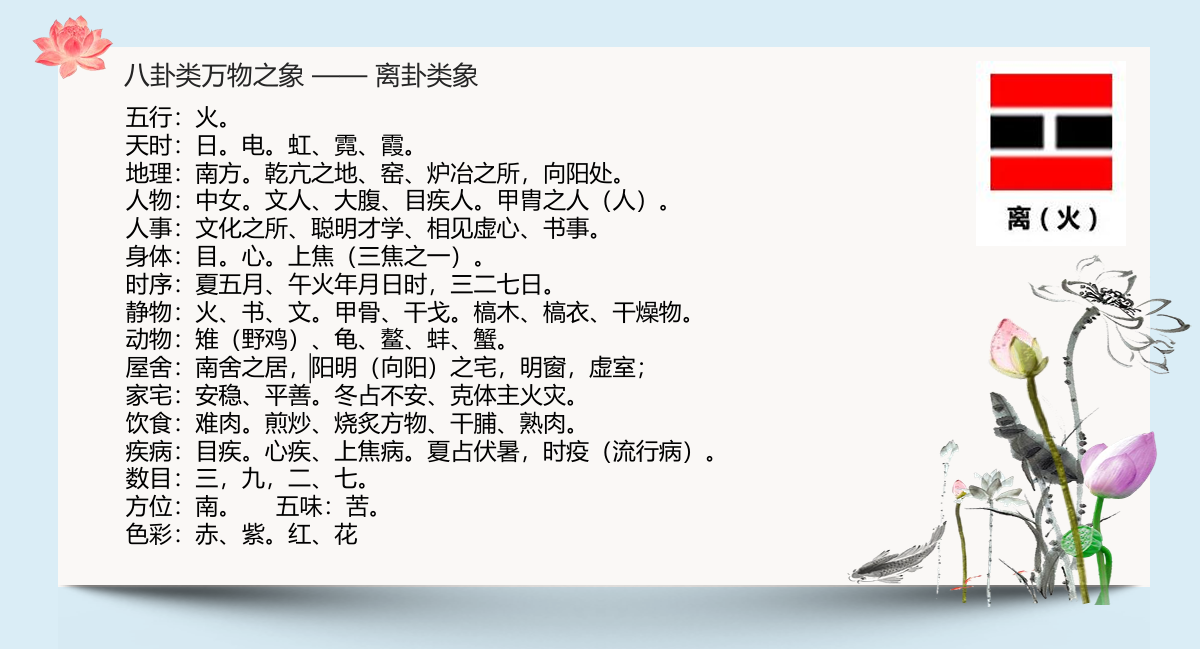 八卦类万物之象 —— 离卦类象
五行：火。
天时：日。电。虹、霓、霞。
地理：南方。乾亢之地、窑、炉冶之所，向阳处。
人物：中女。文人、大腹、目疾人。甲胄之人（人）。
人事：文化之所、聪明才学、相见虚心、书事。
身体：目。心。上焦（三焦之一）。
时序：夏五月、午火年月日时，三二七日。
静物：火、书、文。甲骨、干戈。槁木、槁衣、干燥物。
动物：雉（野鸡）、龟、鳌、蚌、蟹。
屋舍：南舍之居，阳明（向阳）之宅，明窗，虚室；
家宅：安稳、平善。冬占不安、克体主火灾。
饮食：难肉。煎炒、烧炙方物、干脯、熟肉。
疾病：目疾。心疾、上焦病。夏占伏暑，时疫（流行病）。
数目：三，九，二、七。
方位：南。 五味：苦。
色彩：赤、紫。红、花
离（火）